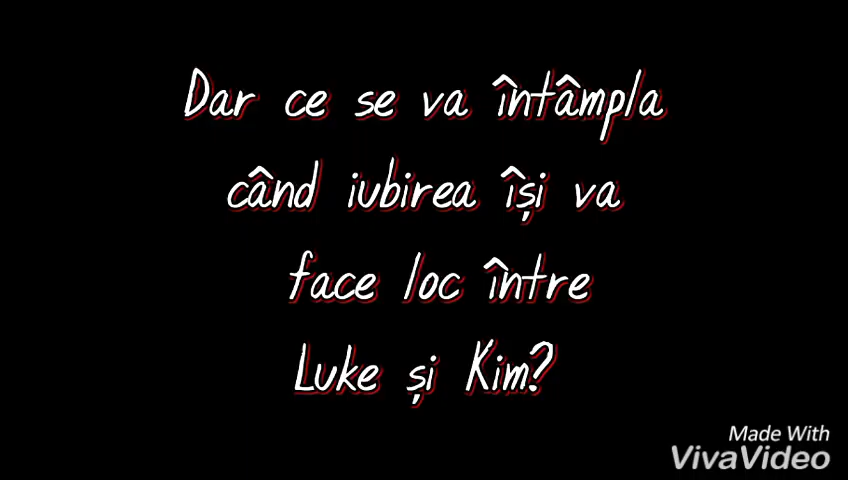 Dar ce se va întâmpla
când iubirea își va
face loc între
Luke și Kim?
Made With
VivaVideo